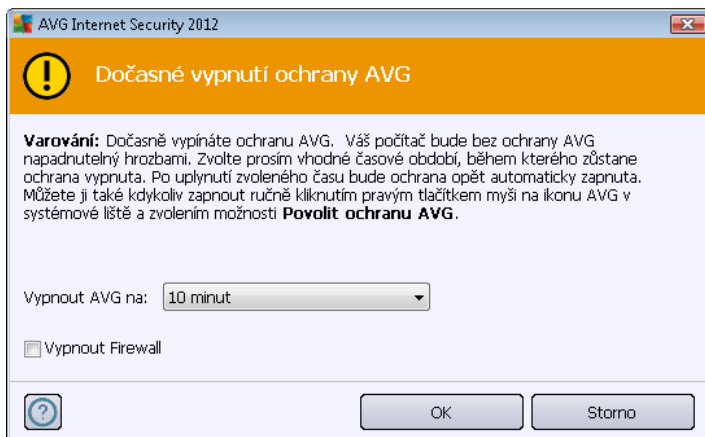 AVG Internet Security 2012
Dočasné vypnutí ochrany AVG
Varování: Dočasně vypínáte ochranu AVG. Váš počítač bude bez ochrany AVG
napadnutelný hrozbami. Zvolte prosím vhodné časové období, během kterého zůstane
ochrana vypnuta. Po uplynutí zvoleného času bude ochrana opět automaticky zapnuta.
Můžete ji také kdykoliv zapnout ručně kliknutím pravým tlačítkem myši na ikonu AVG v
systémové liště a zvolením možnosti Povolit ochranu AVG.
Vypnout AVG na:
10 minut
Vypnout Firewall
OK
Storno